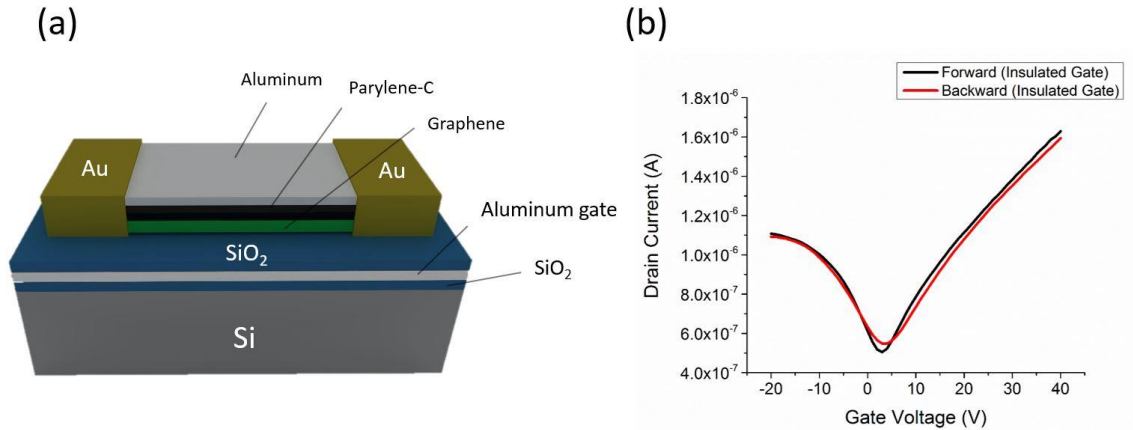 (a)
Aluminum
Parylene-C
Graphene
Au
Au
Aluminum gate
SiO₂
SiO₂
Si
(b)
Forward (Insulated Gate)
Backward (Insulated Gate)
1.8x10⁻⁶
1.6x10⁻⁶
1.4x10⁻⁶
1.2x10⁻⁶
1.0x10⁻⁶
8.0x10⁻⁷
6.0x10⁻⁷
4.0x10⁻⁷
Drain Current (A)
-20 -10 0 10 20 30 40
Gate Voltage (V)